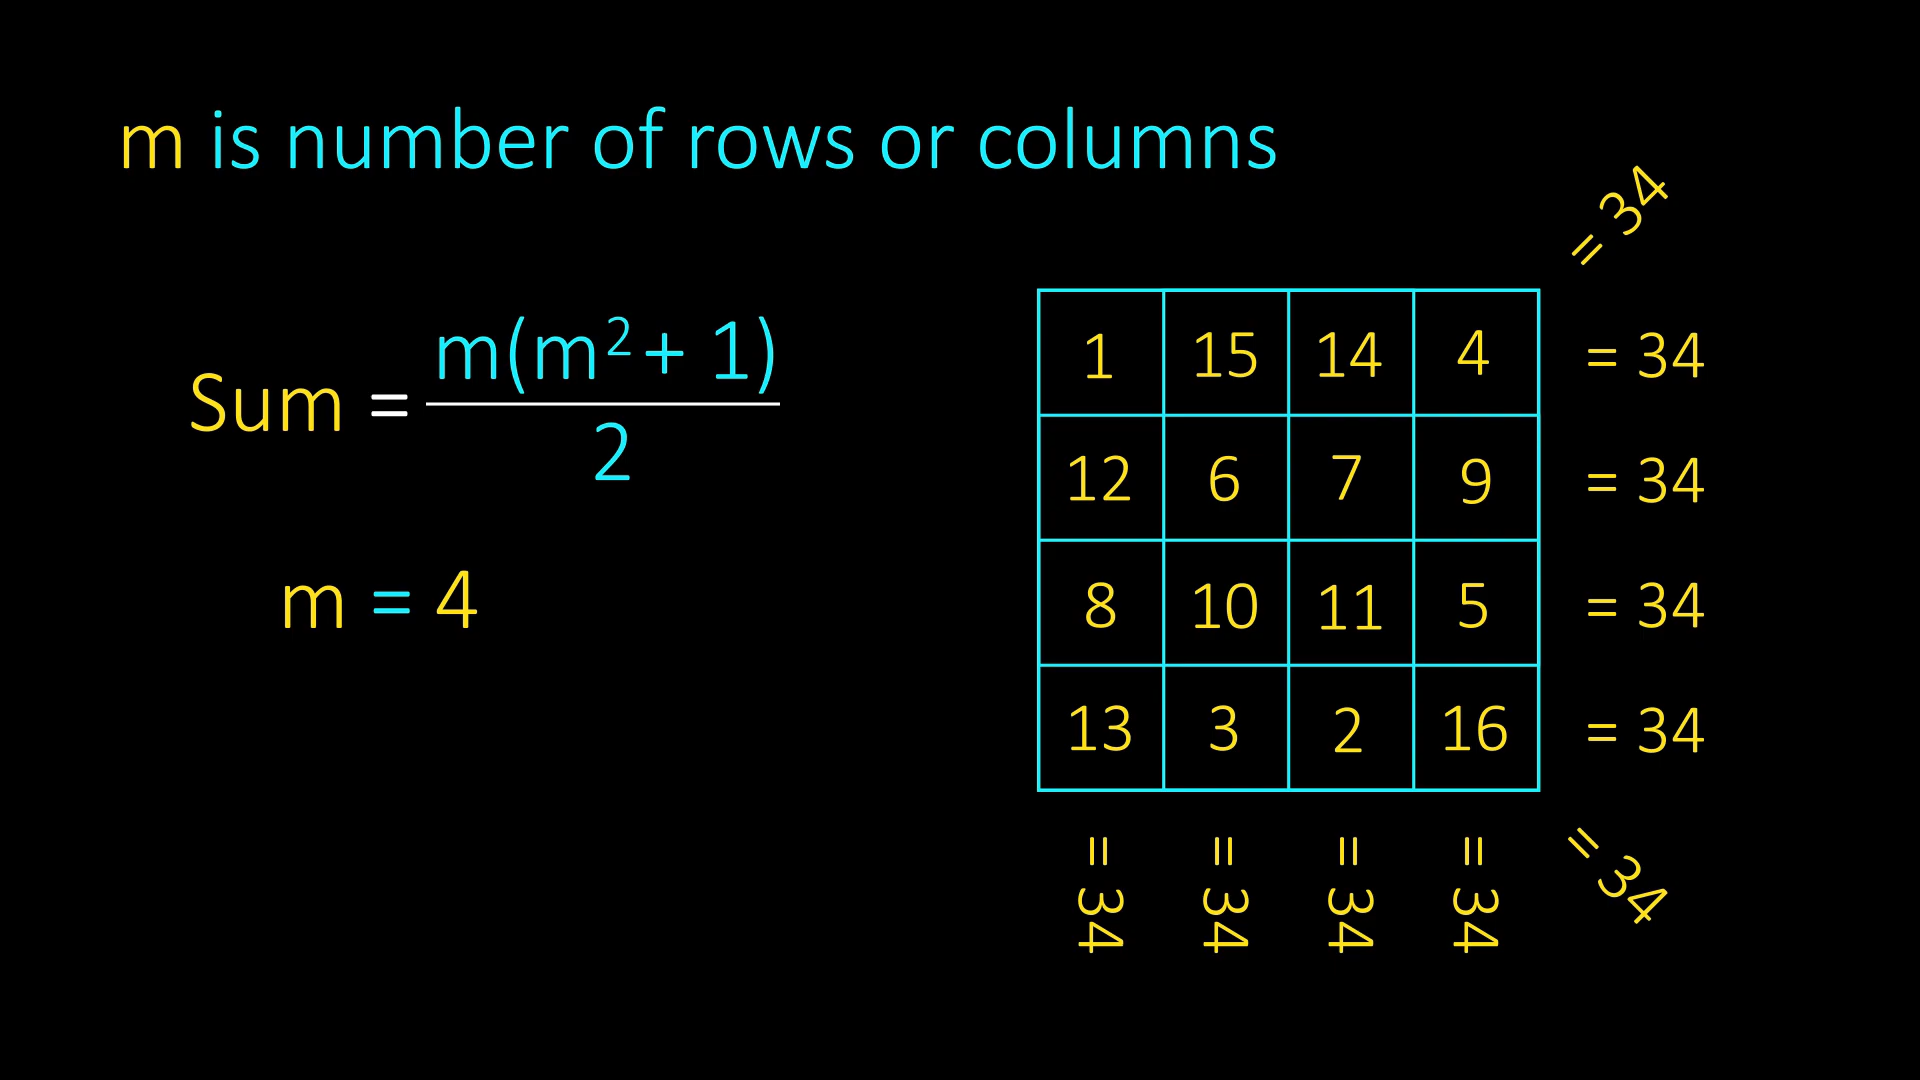 m is number of rows or columns
= 34
Sum = m(m² + 1)
2
m = 4
1 15 14 4 = 34
12 6 7 9 = 34
8 10 11 5 = 34
13 3 2 16 = 34
= 34 = 34 = 34 = 34 = 34